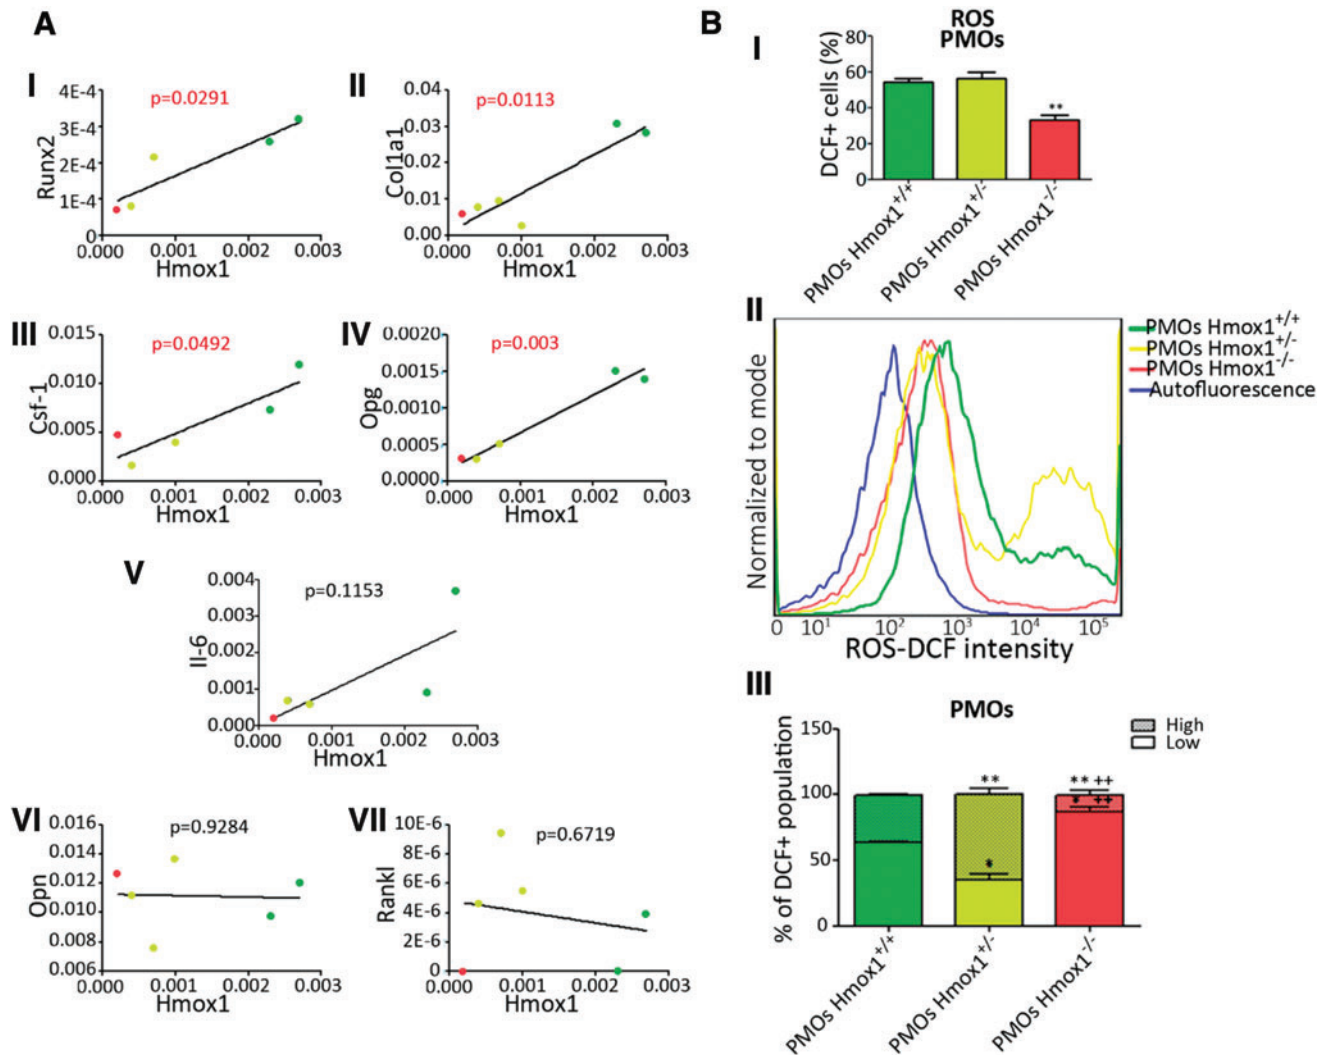 A
I
4E-4
3E-4
2E-4
1E-4
0
Runx2
p=0.0291
0.000 0.001 0.002 0.003
Hmox1
II
0.04
0.03
0.02
0.01
0.00
Col1a1
p=0.0113
0.000 0.001 0.002 0.003
Hmox1
III
0.015
0.010
0.005
0.000
Csf-1
p=0.0492
0.000 0.001 0.002 0.003
Hmox1
IV
0.0020
0.0015
0.0010
0.0005
0.0000
Opg
p=0.003
0.000 0.001 0.002 0.003
Hmox1
V
0.004
0.003
0.002
0.001
0.000
Il-6
p=0.1153
0.000 0.001 0.002 0.003
Hmox1
VI
0.016
0.014
0.012
0.010
0.008
0.006
Opn
p=0.9284
0.000 0.001 0.002 0.003
Hmox1
VII
10E-6
8E-6
6E-6
4E-6
2E-6
0
Rankl
p=0.6719
0.000 0.001 0.002 0.003
Hmox1
B
I
ROS
PMOs
80
60
40
20
0
DCF+ cells (%)
**
PMOs Hmox1+/+
PMOs Hmox1+/-
PMOs Hmox1-/-
II
Normalized to mode
0 10¹ 10² 10³ 10⁴ 10⁵
ROS-DCF intensity
PMOs Hmox1+/+
PMOs Hmox1+/-
PMOs Hmox1-/-
Autofluorescence
III
PMOs
High
Low
150
100
50
0
% of DCF+ population
** ** ++
* * ++
PMOs Hmox1+/+
PMOs Hmox1+/-
PMOs Hmox1-/-